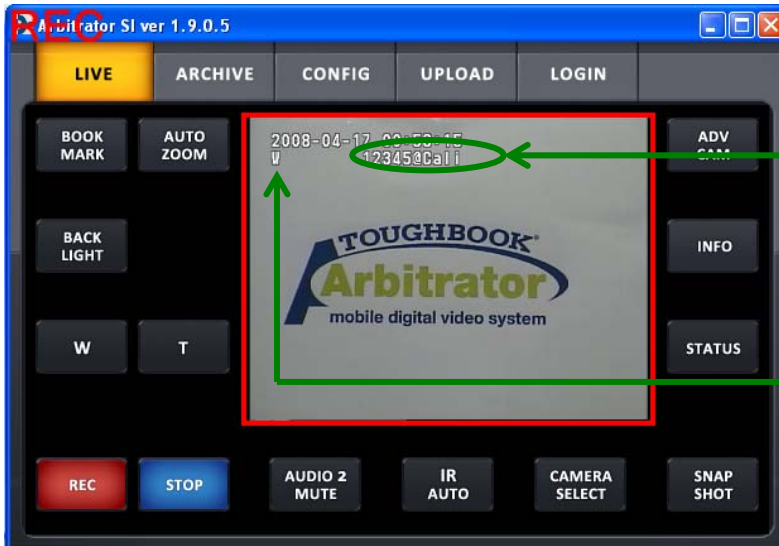 REC
Arbitrator SI ver 1.9.0.5
LIVE ARCHIVE CONFIG UPLOAD LOGIN
BOOK MARK
AUTO ZOOM
2008-04-17
W 12345@Cali
ADV CAM
BACK LIGHT
TOUGHBOOK®
Arbitrator
mobile digital video system
INFO
W T
STATUS
REC STOP
AUDIO 2 MUTE
IR AUTO
CAMERA SELECT
SNAP SHOT